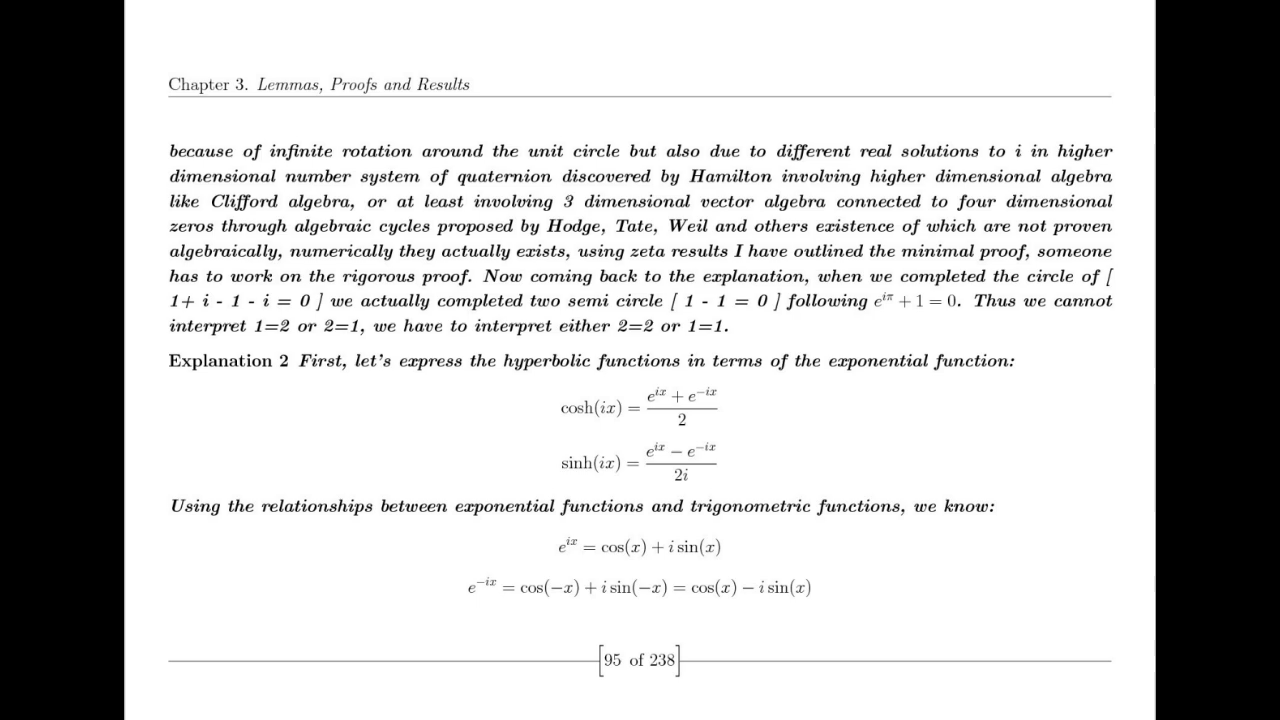 Chapter 3. Lemmas, Proofs and Results
because of infinite rotation around the unit circle but also due to different real solutions to i in higher
dimensional number system of quaternion discovered by Hamilton involving higher dimensional algebra
like Clifford algebra, or at least involving 3 dimensional vector algebra connected to four dimensional
zeros through algebraic cycles proposed by Hodge, Tate, Weil and others existence of which are not proven
algebraically, numerically they actually exists, using zeta results I have outlined the minimal proof, someone
has to work on the rigorous proof. Now coming back to the explanation, when we completed the circle of [
1+ i - 1 - i = 0 ] we actually completed two semi circle [ 1 - 1 = 0 ] following e^{iπ} + 1 = 0. Thus we cannot
interpret 1=2 or 2=1, we have to interpret either 2=2 or 1=1.
Explanation 2 First, let's express the hyperbolic functions in terms of the exponential function:
cosh(ix) = \frac{e^{ix} + e^{-ix}}{2}
sinh(ix) = \frac{e^{ix} − e^{-ix}}{2i}
Using the relationships between exponential functions and trigonometric functions, we know:
e^{ix} = cos(x) + i sin(x)
e^{-ix} = cos(−x) + i sin(−x) = cos(x) − i sin(x)
[95 of 238]